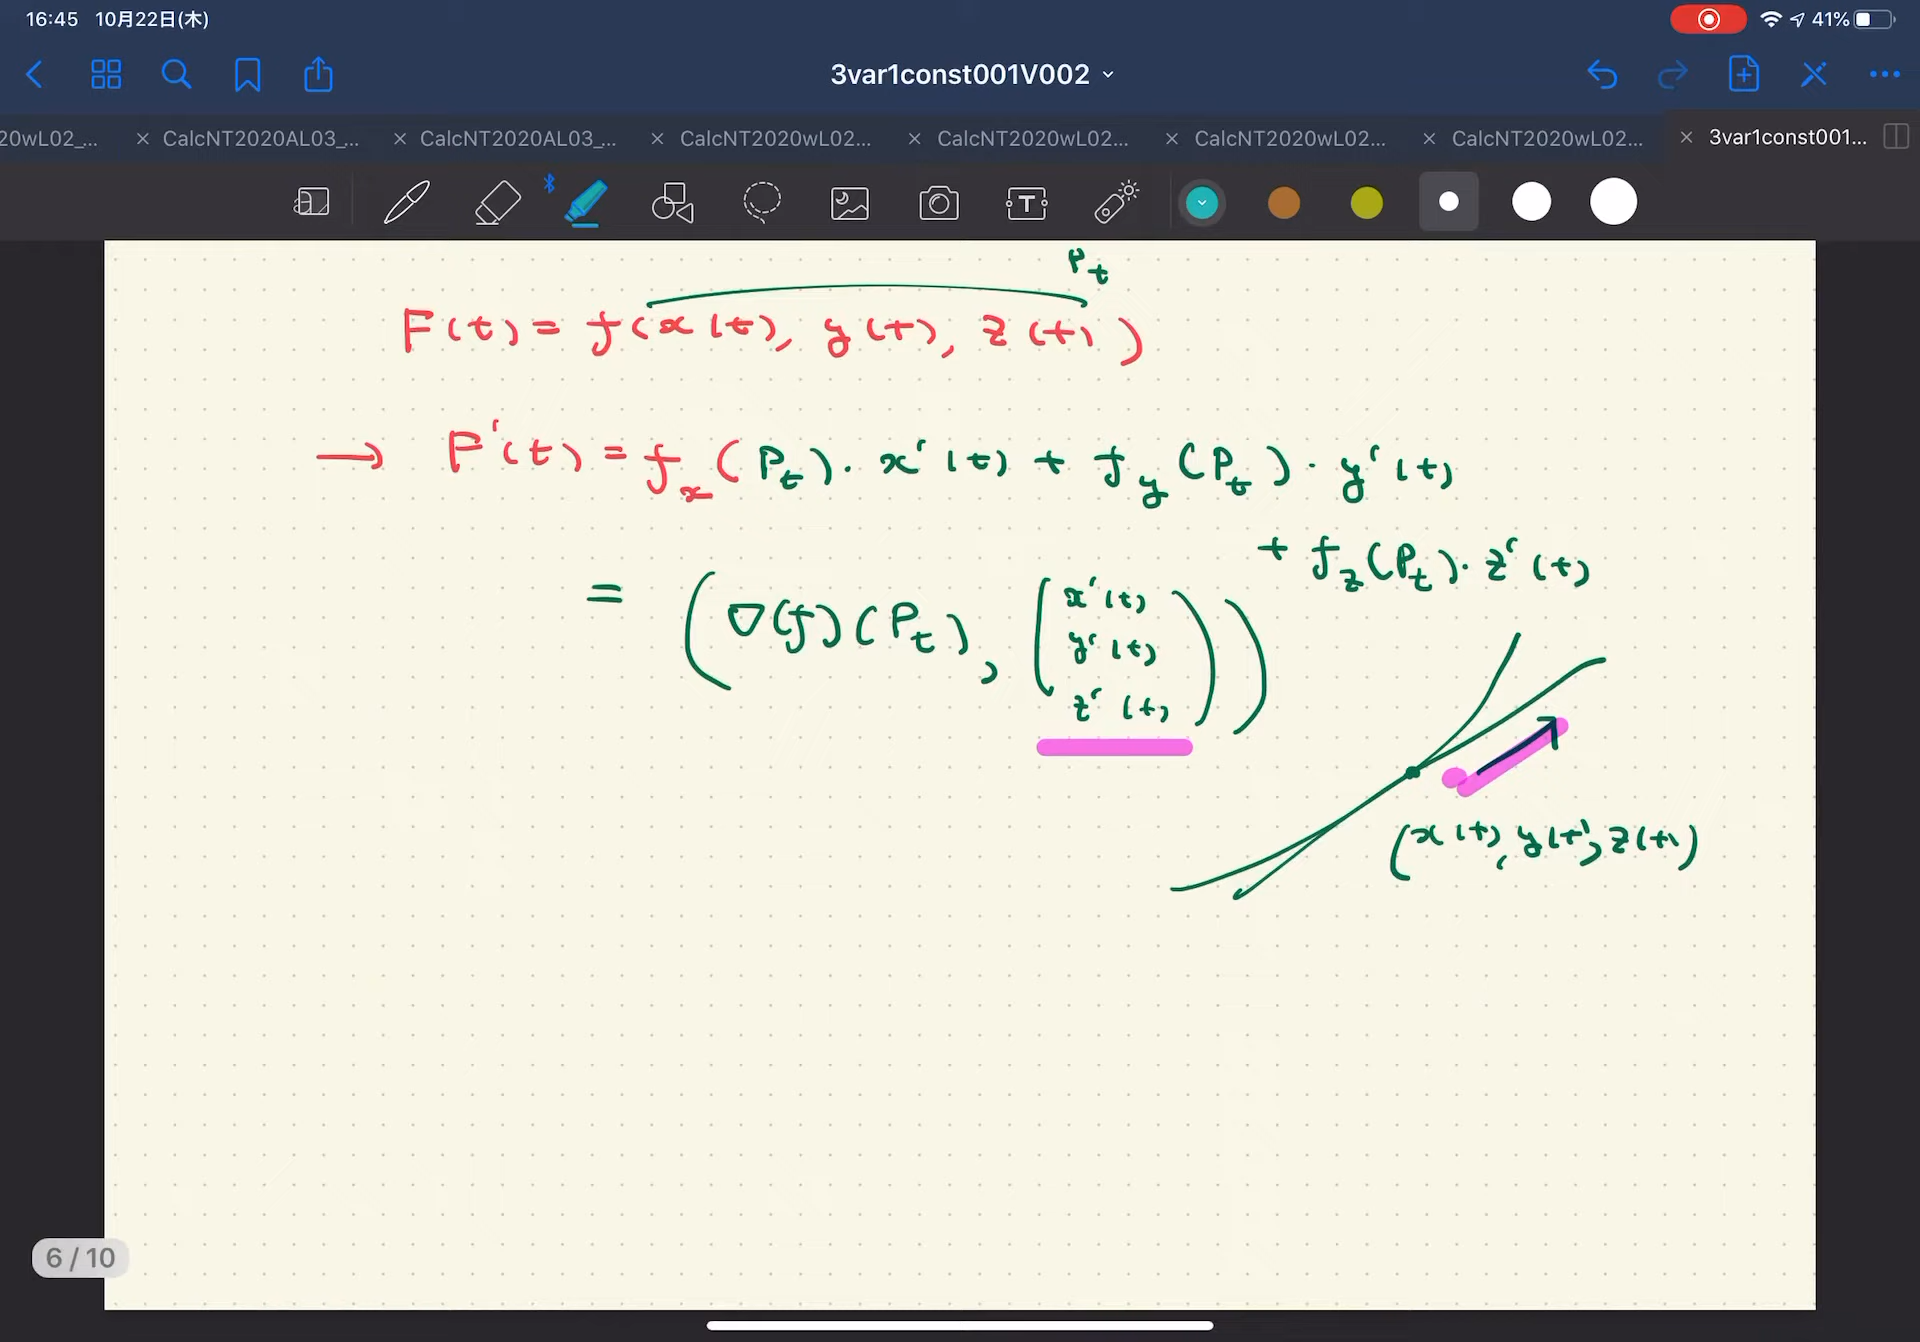 16:45 10月22日(木) 41%
3var1const001V002
20wL02_... CalcNT2020AL03_... CalcNT2020AL03_... CalcNT2020wL02... CalcNT2020wL02... CalcNT2020wL02... CalcNT2020wL02... 3var1const001...
P_t
F(t) = f(x(t), y(t), z(t))
→ F'(t) = f_x(P_t)· x'(t) + f_y(P_t)· y'(t)
+ f_z(P_t)· z'(t)
= (∇(f)(P_t), (x'(t)
y'(t)
z'(t)))
(x(t), y(t), z(t))
6 / 10